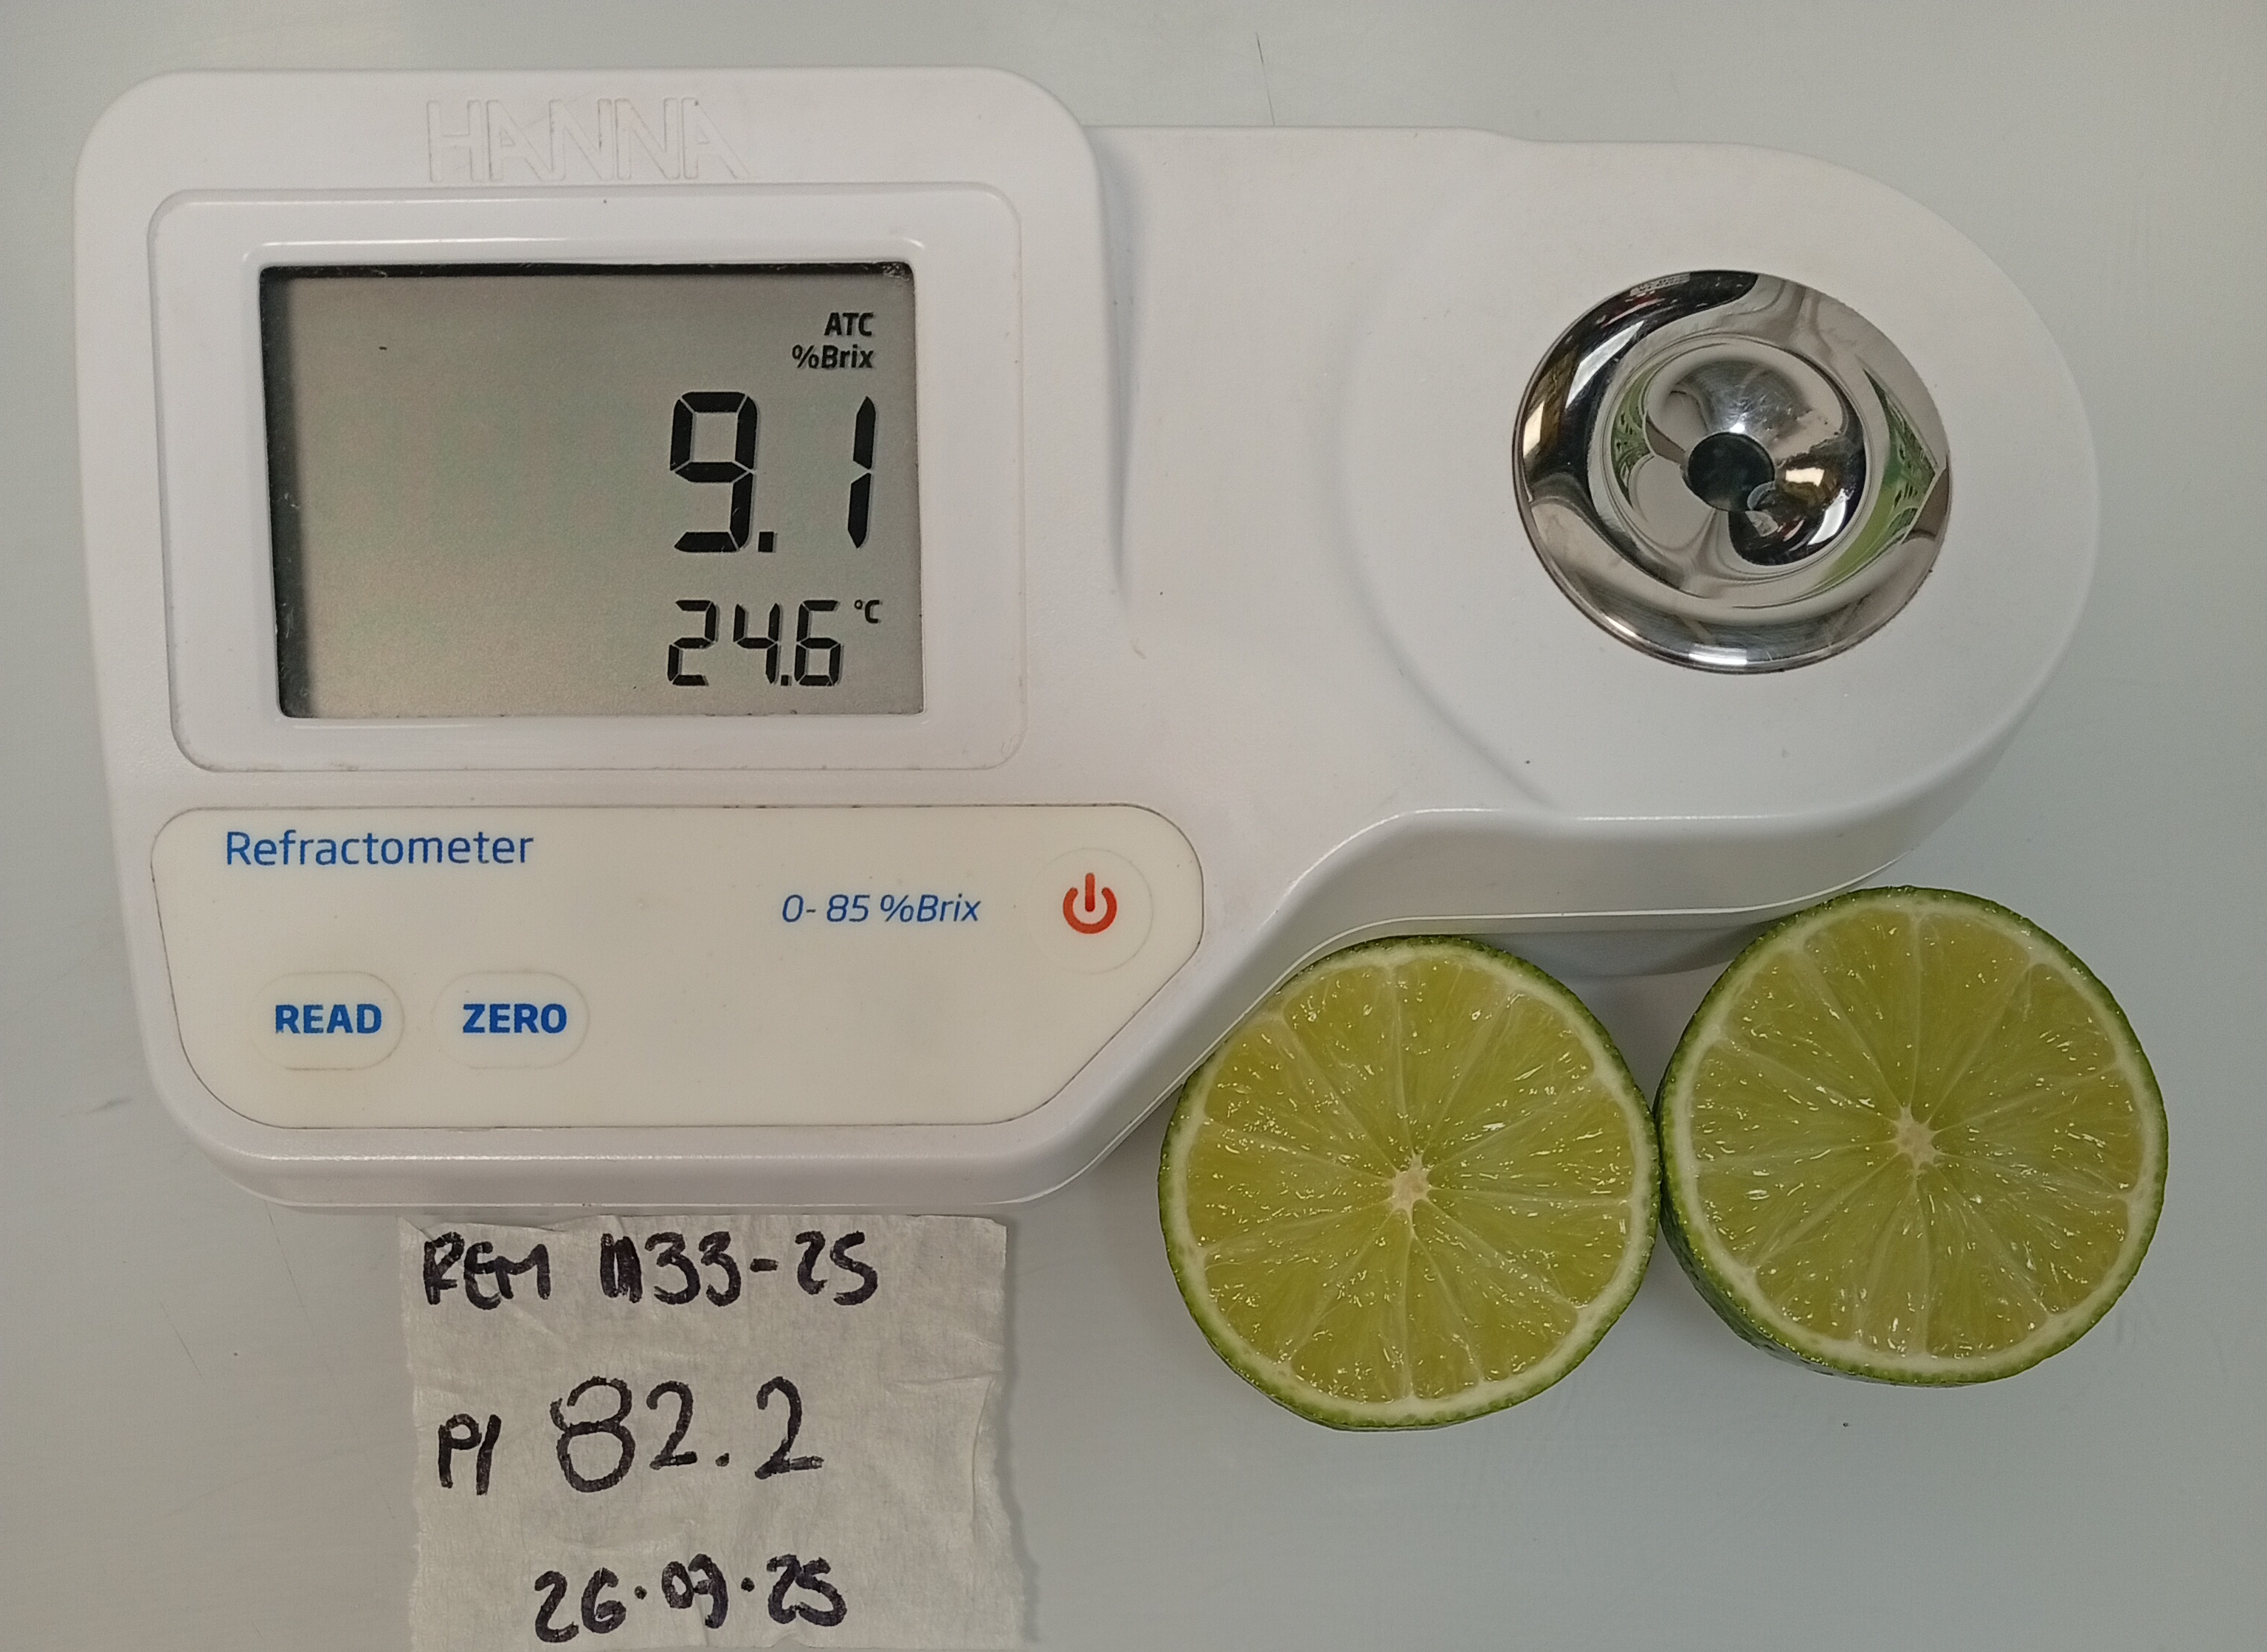 HANNA
ATC
%Brix
9.1
24.6 °C
Refractometer
0-85 %Brix
READ ZERO
REM 1133-25
PI 82.2
26.09.25